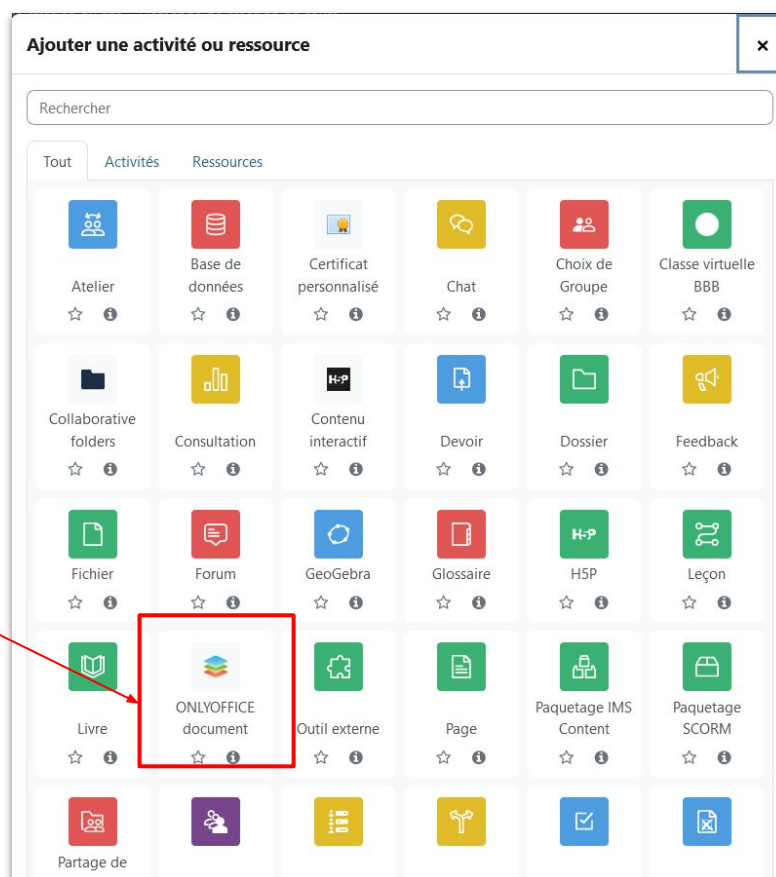 Ajouter une activité ou ressource
Rechercher
Tout Activités Ressources
Atelier
Base de
données
Certificat
personnalisé
Chat
Choix de
Groupe
Classe virtuelle
BBB
Collaborative
folders
Consultation
H5P
Contenu
interactif
Devoir
Dossier
Feedback
Fichier
Forum
GeoGebra
Glossaire
H5P
H5P
Leçon
Livre
ONLYOFFICE
document
Outil externe
Page
Paquetage IMS
Content
Paquetage
SCORM
Partage de